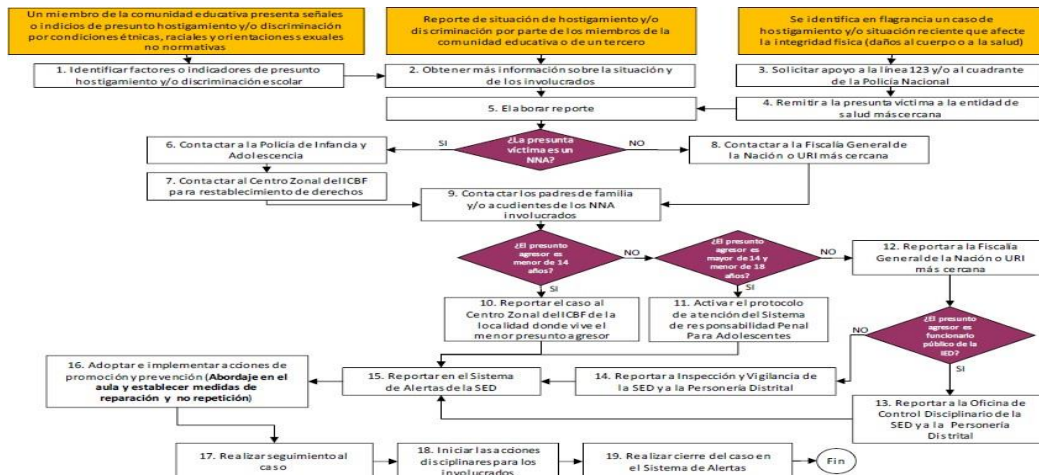 Un miembro de la comunidad educativa presenta señales
o indicios de presunto hostigamiento y/o discriminación
por condiciones étnicas, raciales y orientaciones sexuales
no normativas
Reporte de situación de hostigamiento y/o
discriminación por parte de los miembros de la
comunidad educativa o de un tercero
Se identifica en flagrancia un caso de
hostigamiento y/o situación reciente que afecte
la integridad física (daños al cuerpo o a la salud)
1. Identificar factores o indicadores de presunto
hostigamiento y/o discriminación escolar
2. Obtener más información sobre la situación y
de los involucrados
3. Solicitar apoyo a la línea 123 y/o al cuadrante
de la Policía Nacional
5. Elaborar reporte
4. Remitir a la presunta víctima a la entidad de
salud más cercana
¿La
presunta
víctima es un
NNA?
SI
NO
6. Contactar a la Policía de Infancia y
Adolescencia
8. Contactar a la Fiscalía General de
la Nación o URI más cercana
7. Contactar al Centro Zonal del ICBF
para restablecimiento de derechos
9. Contactar los padres de familia
y/o acudientes de los NNA
involucrados
¿El presunto
agresor es
menor de 14
años?
NO
¿El presunto
agresor es
mayor de 14 y
menor de 18
años?
NO
12. Reportar a la Fiscalía
General de la Nación o URI
más cercana
SI
SI
10. Reportar el caso al
Centro Zonal del ICBF de la
localidad donde vive el
menor presunto agresor
11. Activar el protocolo
de atención del Sistema
de responsabilidad Penal
Para Adolescentes
¿El presunto
agresor es
funcionario
público de la
IED?
NO
SI
16. Adoptar e implementar acciones de
promoción y prevención (Abordaje en el
aula y establecer medidas de
reparación y no repetición)
15. Reportar en el Sistema
de Alertas de la SED
14. Reportar a Inspección y Vigilancia de
la SED y a la Personería Distrital
13. Reportar a la Oficina de
Control Disciplinario de la
SED y a la Personería
Distrital
17. Realizar seguimiento al
caso
18. Iniciar las acciones
disciplinares para los
involucrados
19. Realizar cierre del caso en
el Sistema de Alertas
Fin